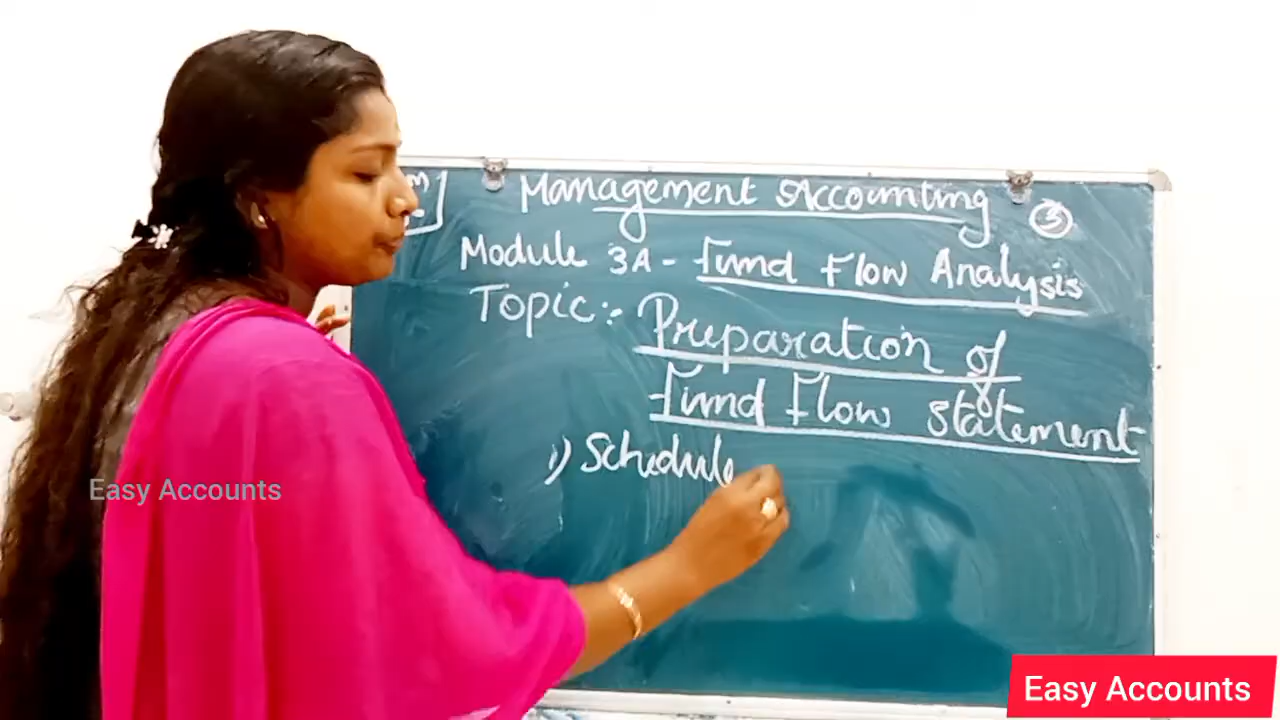 Management Accounting 3
Module 3A - Fund Flow Analysis
Topic:- Preparation of
Fund Flow Statement
1) Schedule
Easy Accounts
Easy Accounts